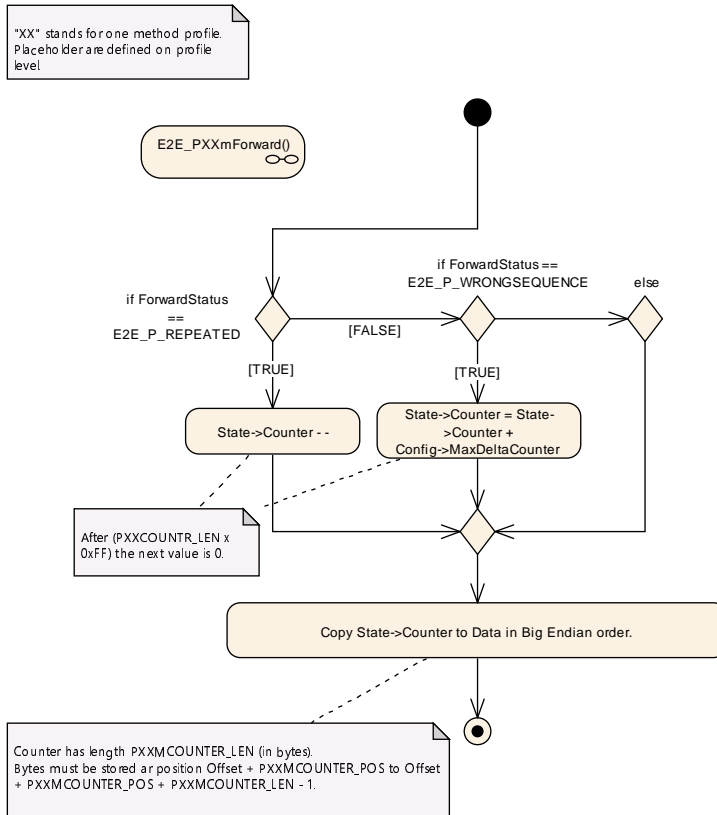 "XX" stands for one method profile.
Placeholder are defined on profile
level.
E2E_PXXmForward()
if ForwardStatus ==
E2E_P_WRONGSEQUENCE
else
if ForwardStatus
==
E2E_P_REPEATED
[FALSE]
[TRUE]
[TRUE]
State->Counter - -
State->Counter = State-
>Counter +
Config->MaxDeltaCounter
After (PXXCOUNTR_LEN x
0xFF) the next value is 0.
Copy State->Counter to Data in Big Endian order.
Counter has length PXXMCOUNTER_LEN (in bytes).
Bytes must be stored ar position Offset + PXXMCOUNTER_POS to Offset
+ PXXMCOUNTER_POS + PXXMCOUNTER_LEN - 1.